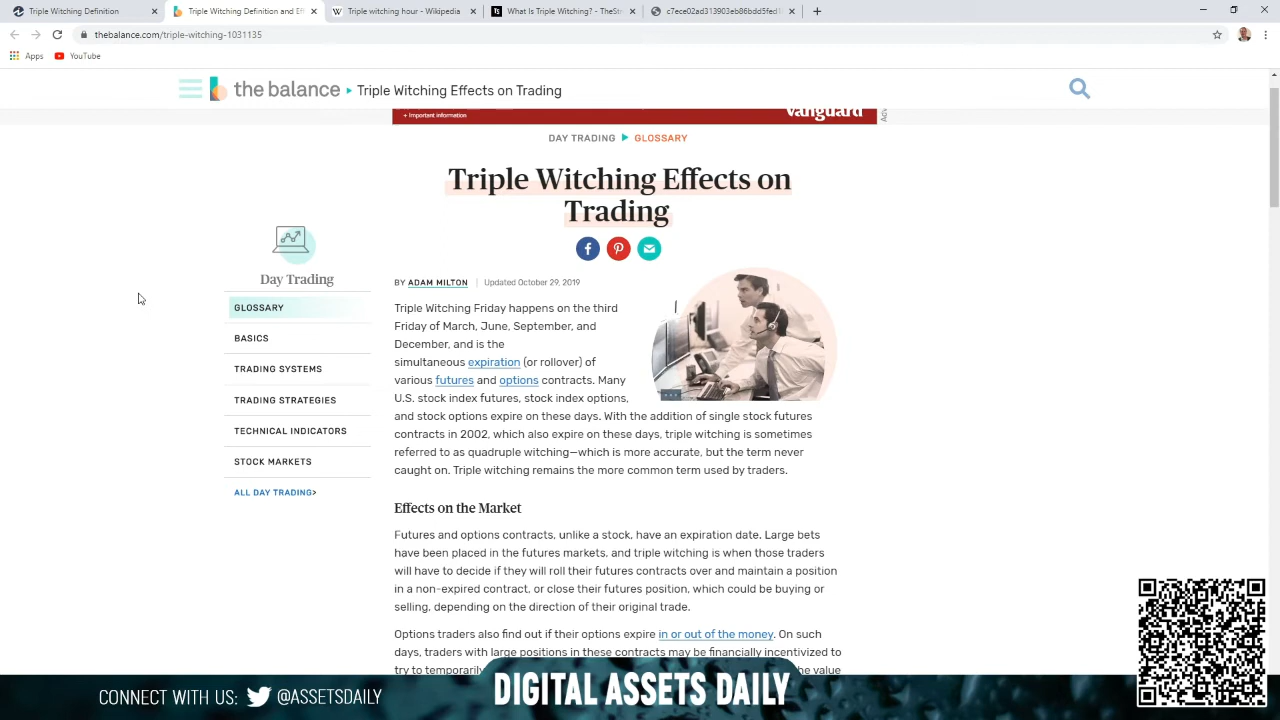 Triple Witching Definition
Triple Witching Definition &
Hour - Wikipedia
Triple Witching Definition
What is Triple Witching - TheStr
c7ece02ad313903eb86bdd5fed1
Triple Witching Definition
thebalance.com/triple-witching-1031135
Apps YouTube
the balance Triple Witching Effects on Trading
+ Important information
Vanguard
DAY TRADING GLOSSARY
Triple Witching Effects on
Trading
Day Trading
GLOSSARY
BASICS
TRADING SYSTEMS
TRADING STRATEGIES
TECHNICAL INDICATORS
STOCK MARKETS
ALL DAY TRADING>
BY ADAM MILTON | Updated October 29, 2019
Triple Witching Friday happens on the third
Friday of March, June, September, and
December, and is the
simultaneous expiration (or rollover) of
various futures and options contracts. Many
U.S. stock index futures, stock index options,
and stock options expire on these days. With the addition of single stock futures
contracts in 2002, which also expire on these days, triple witching is sometimes
referred to as quadruple witching—which is more accurate, but the term never
caught on. Triple witching remains the more common term used by traders.
Effects on the Market
Futures and options contracts, unlike a stock, have an expiration date. Large bets
have been placed in the futures markets, and triple witching is when those traders
will have to decide if they will roll their futures contracts over and maintain a position
in a non-expired contract, or close their futures position, which could be buying or
selling, depending on the direction of their original trade.
Options traders also find out if their options expire in or out of the money. On such
days, traders with large positions in these contracts may be financially incentivized to
try to temporarily he value
CONNECT WITH US: @ASSETSDAILY
DIGITAL ASSETS DAILY